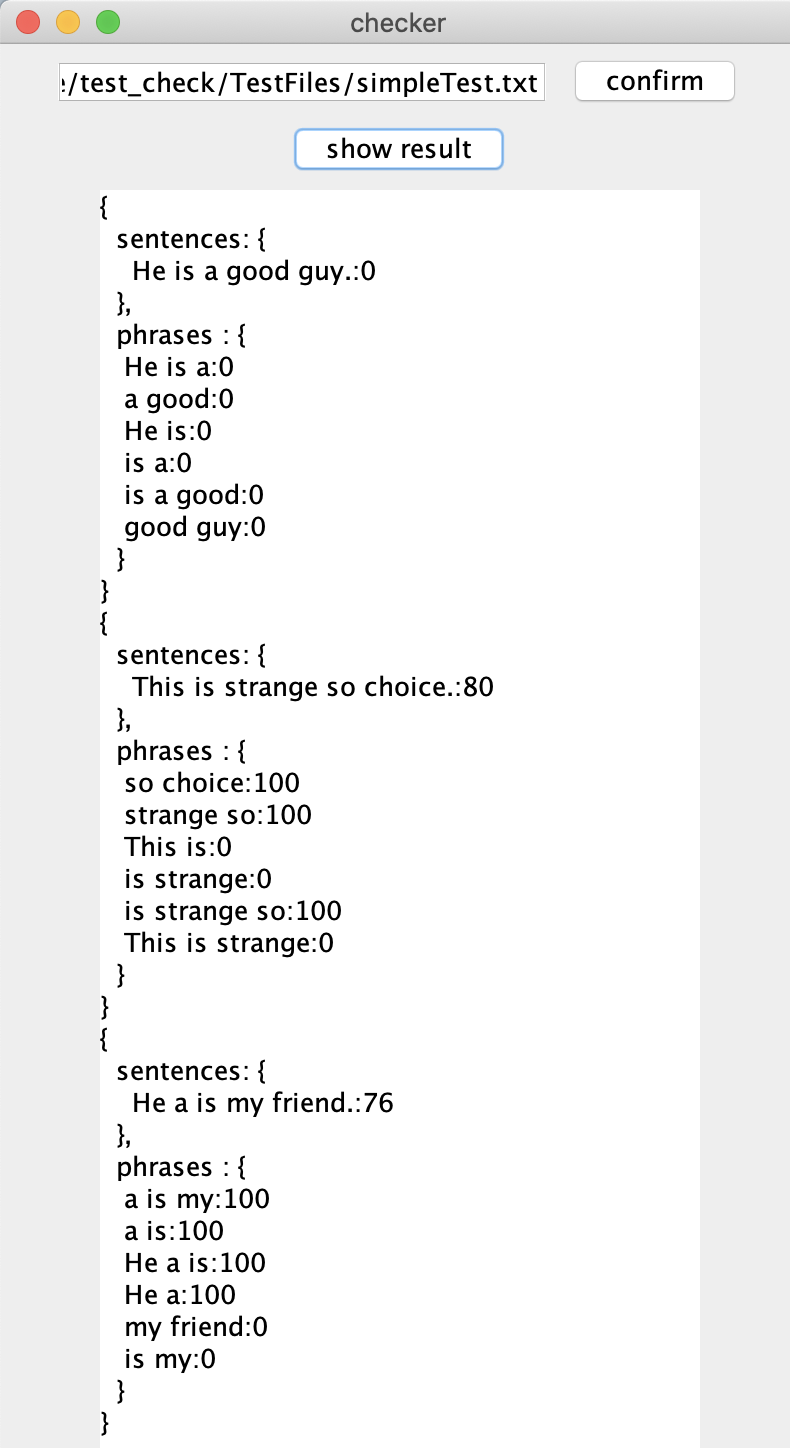 checker
e/test_check/TestFiles/simpleTest.txt confirm
show result
{
sentences: {
He is a good guy.:0
},
phrases : {
He is a:0
a good:0
He is:0
is a:0
is a good:0
good guy:0
}
}
{
sentences: {
This is strange so choice.:80
},
phrases : {
so choice:100
strange so:100
This is:0
is strange:0
is strange so:100
This is strange:0
}
}
{
sentences: {
He a is my friend.:76
},
phrases : {
a is my:100
a is:100
He a is:100
He a:100
my friend:0
is my:0
}
}